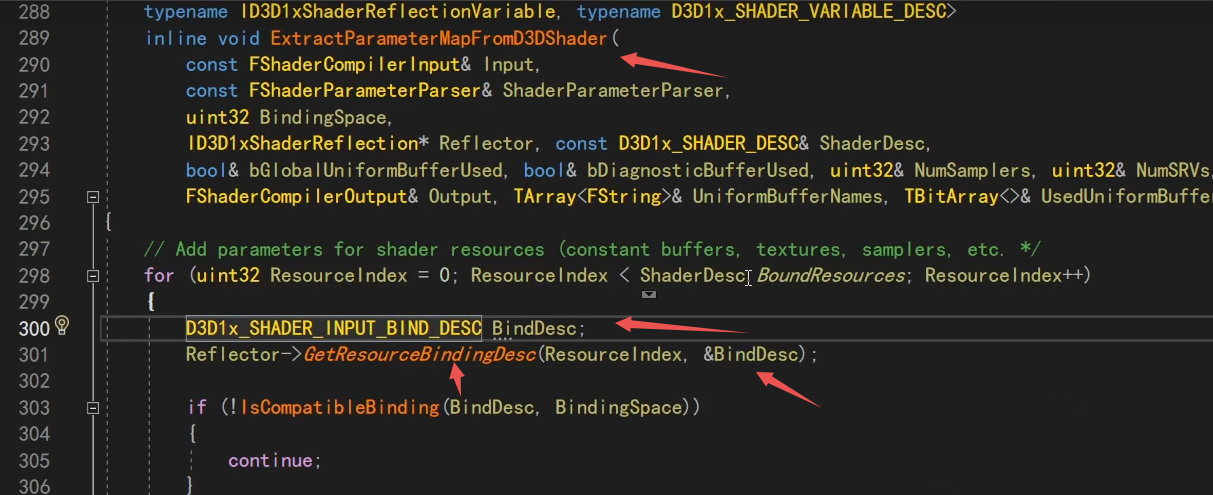 288 typename ID3D1xShaderReflectionVariable, typename D3D1x_SHADER_VARIABLE_DESC>
289 inline void ExtractParameterMapFromD3DShader(
290 const FShaderCompilerInput& Input,
291 const FShaderParameterParser& ShaderParameterParser,
292 uint32 BindingSpace,
293 ID3D1xShaderReflection* Reflector, const D3D1x_SHADER_DESC& ShaderDesc,
294 bool& bGlobalUniformBufferUsed, bool& bDiagnosticBufferUsed, uint32& NumSamplers, uint32& NumSRVs,
295 FShaderCompilerOutput& Output, TArray<FString>& UniformBufferNames, TBitArray<>& UsedUniformBuffer
296 {
297 // Add parameters for shader resources (constant buffers, textures, samplers, etc. */
298 for (uint32 ResourceIndex = 0; ResourceIndex < ShaderDesc.BoundResources; ResourceIndex++)
299 {
300 D3D1x_SHADER_INPUT_BIND_DESC BindDesc;
301 Reflector->GetResourceBindingDesc(ResourceIndex, &BindDesc);
302
303 if (!IsCompatibleBinding(BindDesc, BindingSpace))
304 {
305 continue;
306 }